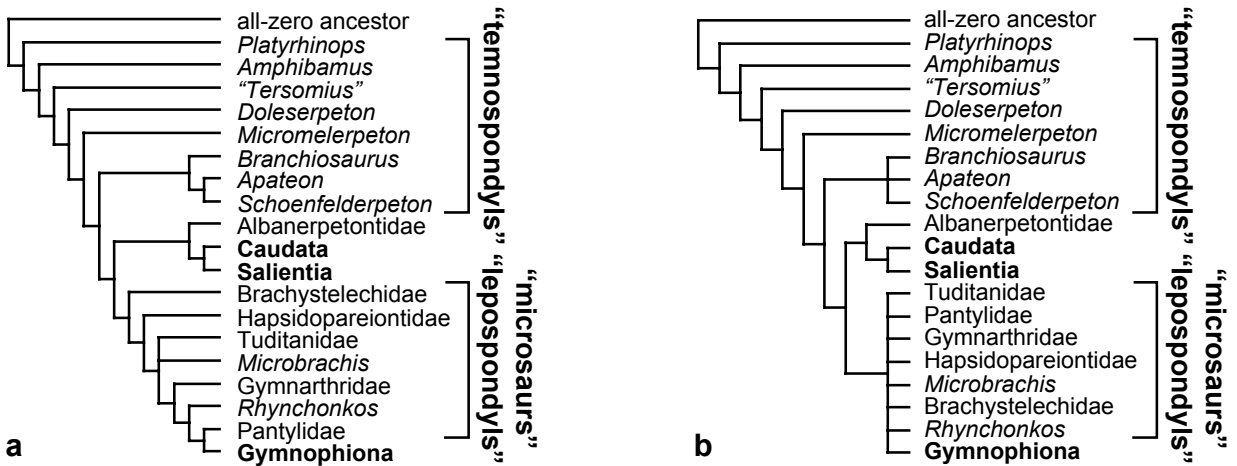 all-zero ancestor
Platyrhinops
Amphibamus
“Tersomius”
Doleserpeton
Micromelerpeton
Branchiosaurus
Apateon
Schoenfelderpeton
Albanerpetontidae
Caudata
Salientia
Brachystelechidae
Hapsidopareiontidae
Tuditanidae
Microbrachis
Gymnarthridae
Rhynchonkos
Pantylidae
Gymnophiona
“temnospondyls”
“lepospondyls”
“microsaurs”
a
all-zero ancestor
Platyrhinops
Amphibamus
“Tersomius”
Doleserpeton
Micromelerpeton
Branchiosaurus
Apateon
Schoenfelderpeton
Albanerpetontidae
Caudata
Salientia
Tuditanidae
Pantylidae
Gymnarthridae
Hapsidopareiontidae
Microbrachis
Brachystelechidae
Rhynchonkos
Gymnophiona
“temnospondyls”
“lepospondyls”
“microsaurs”
b